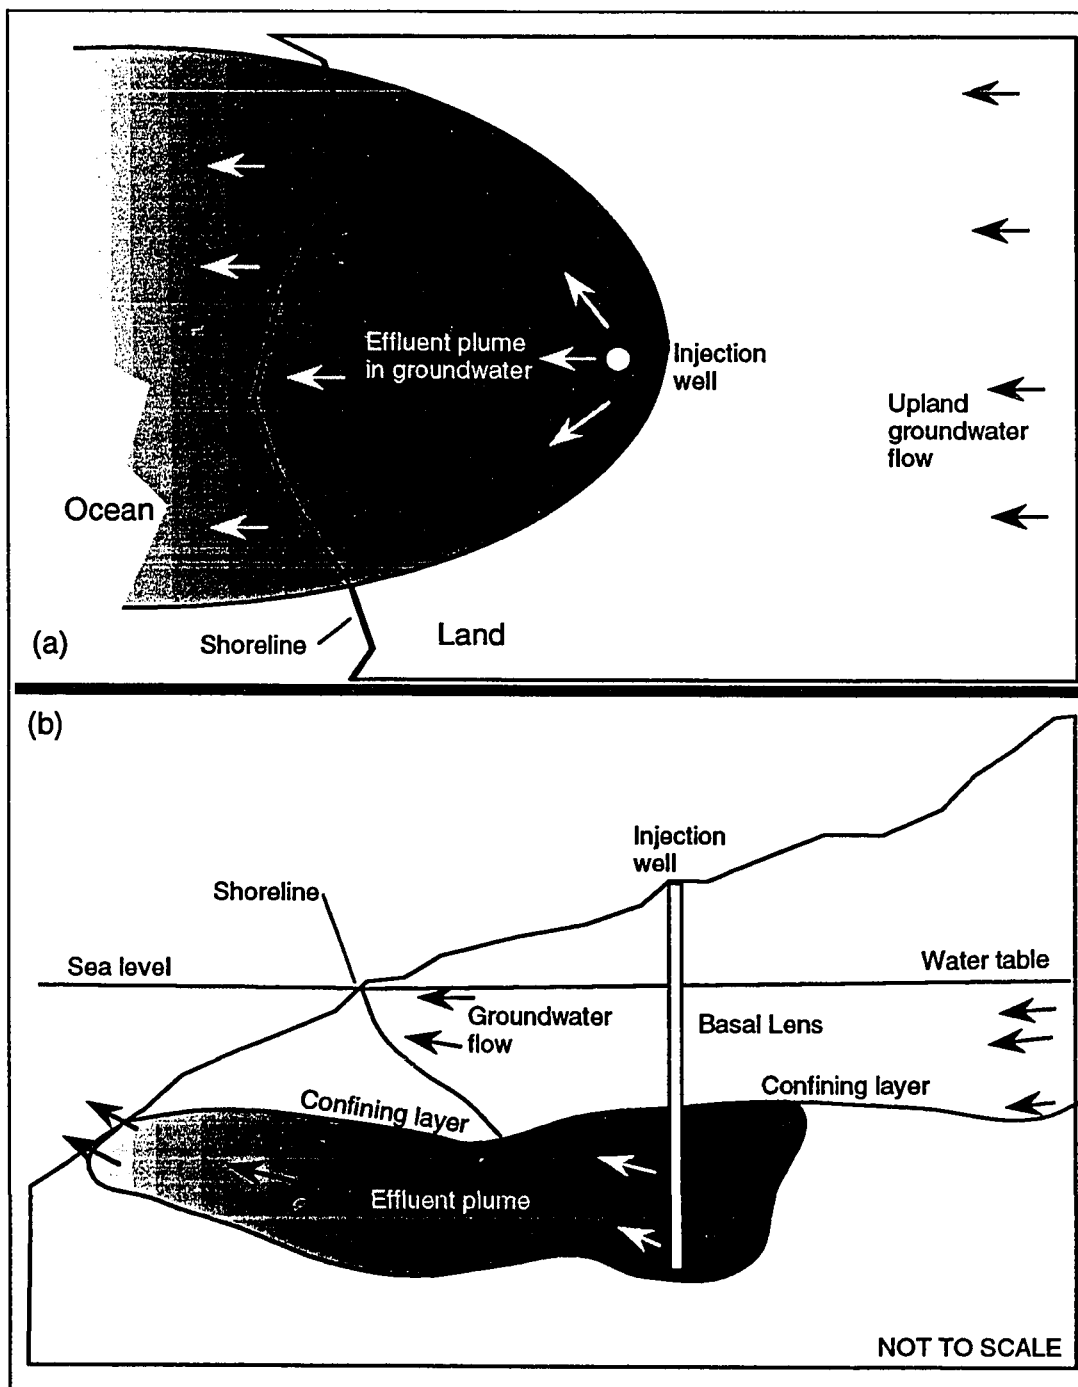 Effluent plume
in groundwater
Injection
well
Upland
groundwater
flow
Ocean
Shoreline
Land
(a)
(b)
Injection
well
Shoreline
Sea level
Water table
Groundwater
flow
Basal Lens
Confining layer
Confining layer
Effluent plume
NOT TO SCALE